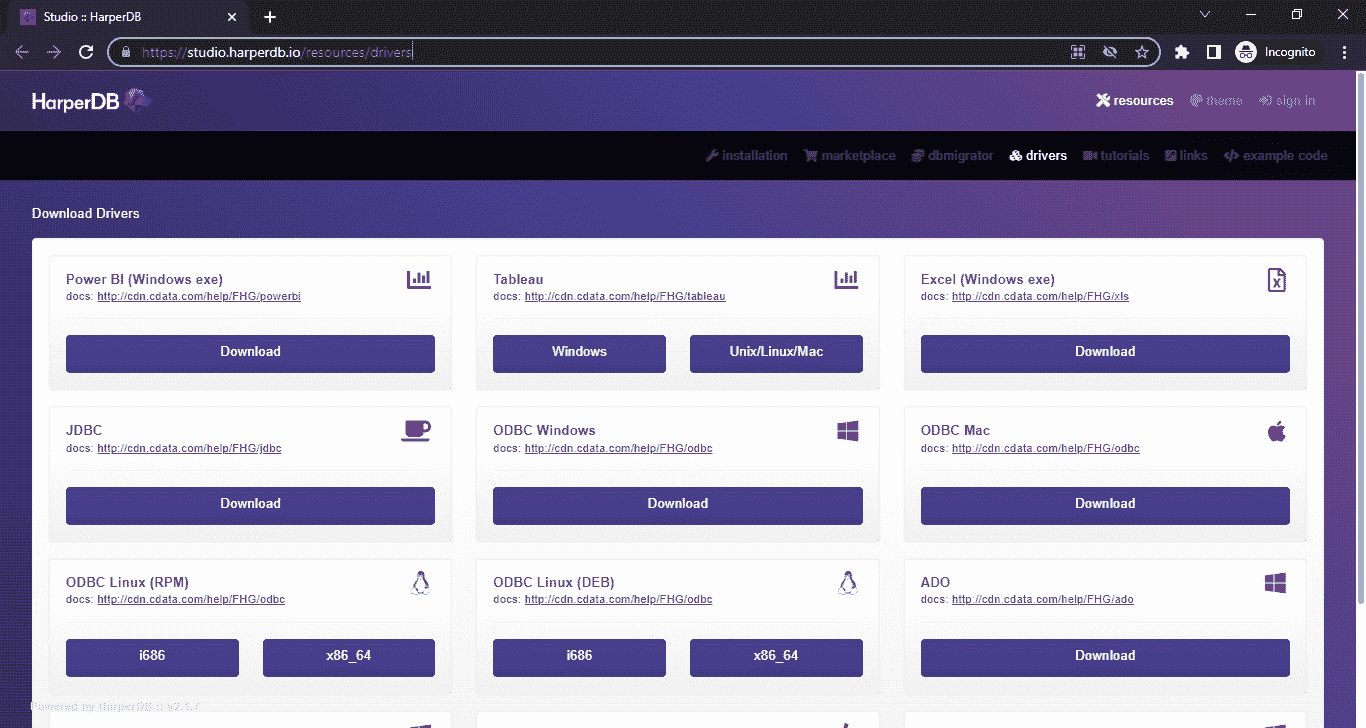 Studio :: HarperDB
https://studio.harperdb.io/resources/drivers
Incognito
HarperDB
resources theme sign in
installation marketplace dbmigrator drivers tutorials links example code
Download Drivers
Power BI (Windows exe)
docs: http://cdn.cdata.com/help/FHG/powerbi
Download
Tableau
docs: http://cdn.cdata.com/help/FHG/tableau
Windows Unix/Linux/Mac
Excel (Windows exe)
docs: http://cdn.cdata.com/help/FHG/xls
Download
JDBC
docs: http://cdn.cdata.com/help/FHG/jdbc
Download
ODBC Windows
docs: http://cdn.cdata.com/help/FHG/odbc
Download
ODBC Mac
docs: http://cdn.cdata.com/help/FHG/odbc
Download
ODBC Linux (RPM)
docs: http://cdn.cdata.com/help/FHG/odbc
i686 x86_64
ODBC Linux (DEB)
docs: http://cdn.cdata.com/help/FHG/odbc
i686 x86_64
ADO
docs: http://cdn.cdata.com/help/FHG/ado
Download
Powered by HarperDB ::